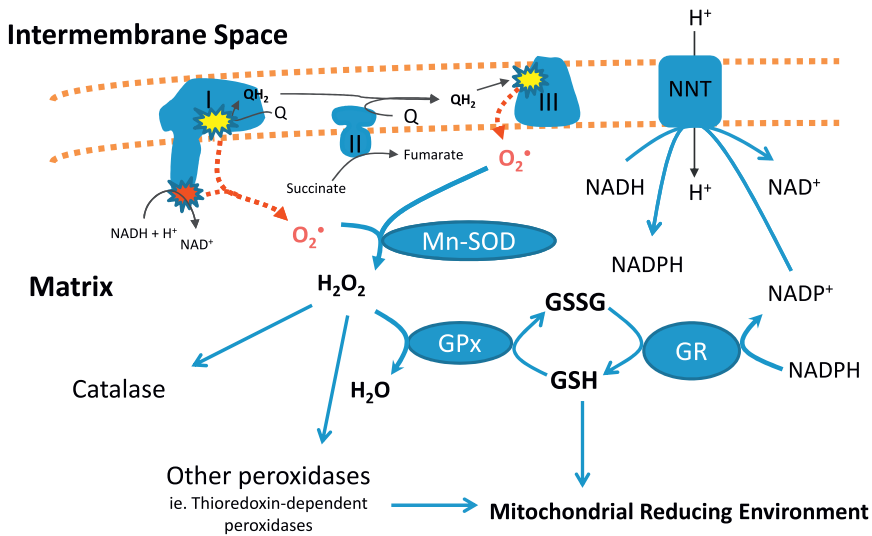 H⁺
Intermembrane Space
I
QH₂
Q
QH₂
Q
II
III
NNT
Fumarate
Succinate
O₂•
NADH
H⁺
NAD⁺
NADH + H⁺
NAD⁺
O₂•
Mn-SOD
NADPH
Matrix
H₂O₂
GSSG
NADP⁺
GPx
GR
Catalase
H₂O
GSH
NADPH
Other peroxidases
ie. Thioredoxin-dependent
peroxidases
Mitochondrial Reducing Environment